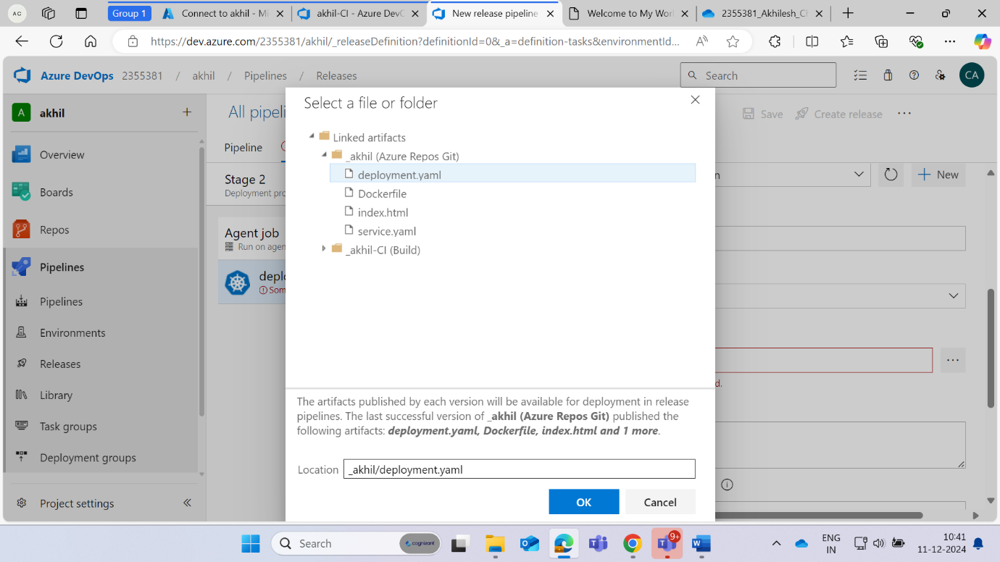 AC
Group 1
Connect to akhil - Mi
akhil-CI - Azure DevO
New release pipeline
Welcome to My Wor
2355381_Akhilesh_Ch
https://dev.azure.com/2355381/akhil/_releaseDefinition?definitionId=0&_a=definition-tasks&environmentId...
Azure DevOps 2355381 / akhil / Pipelines / Releases
Search
CA
A akhil
Overview
Boards
Repos
Pipelines
Pipelines
Environments
Releases
Library
Task groups
Deployment groups
Project settings
All pipeli
Save
Create release
Pipeline
Stage 2
Deployment pro
Agent job
Run on agen
deplo
Som
New
n
d.
Select a file or folder
Linked artifacts
_akhil (Azure Repos Git)
deployment.yaml
Dockerfile
index.html
service.yaml
_akhil-CI (Build)
The artifacts published by each version will be available for deployment in release
pipelines. The last successful version of _akhil (Azure Repos Git) published the
following artifacts: deployment.yaml, Dockerfile, index.html and 1 more.
Location _akhil/deployment.yaml
OK
Cancel
Search
cognizant
9+
ENG
IN
10:41
11-12-2024